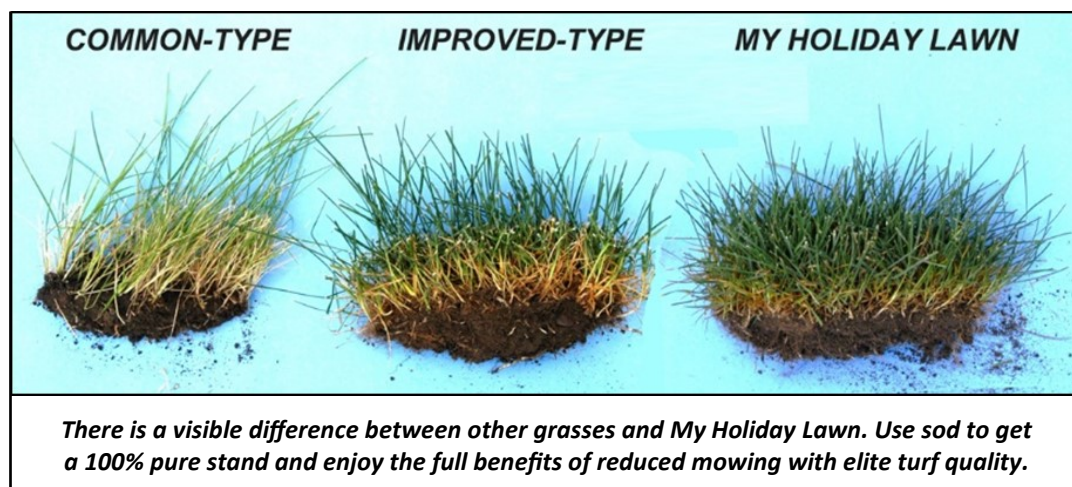 COMMON-TYPE IMPROVED-TYPE MY HOLIDAY LAWN
There is a visible difference between other grasses and My Holiday Lawn. Use sod to get
a 100% pure stand and enjoy the full benefits of reduced mowing with elite turf quality.